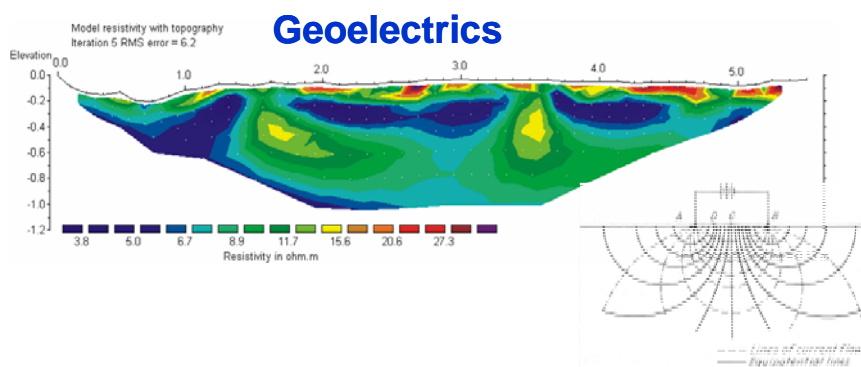 Geoelectrics
Model resistivity with topography
Iteration 5 RMS error = 6.2
Elevation
0.0 1.0 2.0 3.0 4.0 5.0
0.0
-0.2
-0.4
-0.6
-0.8
-1.0
-1.2
3.8 5.0 6.7 8.9 11.7 15.6 20.6 27.3
Resistivity in ohm.m
A D C B
Lines of current flow
Equipotential lines